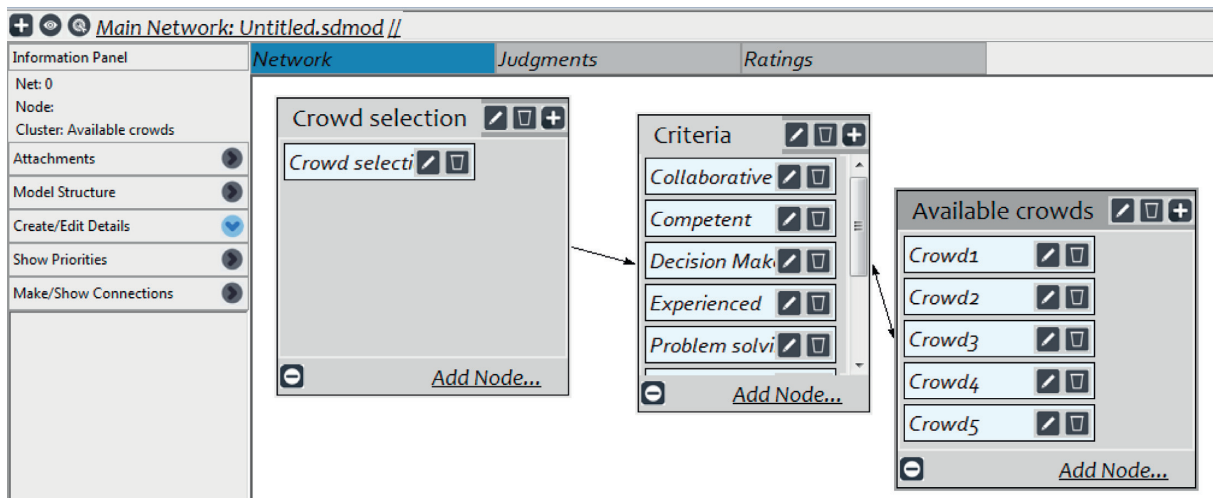 Main Network: Untitled.sdmod //
Information Panel
Net: 0
Node:
Cluster: Available crowds
Attachments
Model Structure
Create/Edit Details
Show Priorities
Make/Show Connections
Network
Judgments
Ratings
Crowd selection
Crowd selecti
Add Node...
Criteria
Collaborative
Competent
Decision Mak
Experienced
Problem solvi
Add Node...
Available crowds
Crowd1
Crowd2
Crowd3
Crowd4
Crowd5
Add Node...